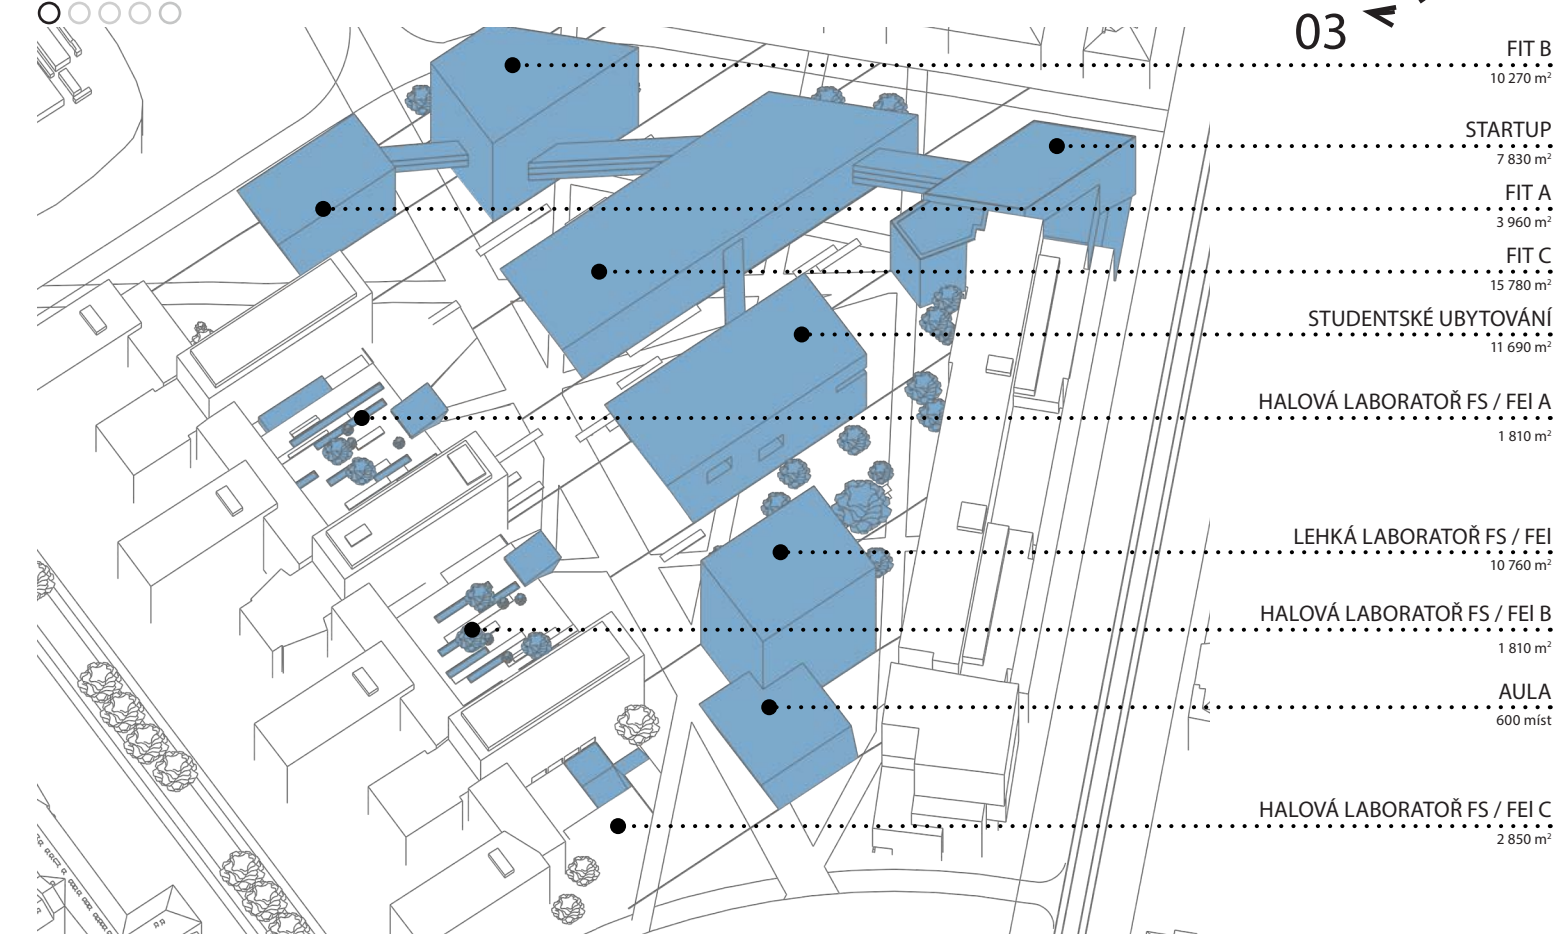 03
FIT B
10 270 m²
STARTUP
7 830 m²
FIT A
3 960 m²
FIT C
15 780 m²
STUDENTSKÉ UBYTOVÁNÍ
11 690 m²
HALOVÁ LABORATOŘ FS / FEI A
1 810 m²
LEHKÁ LABORATOŘ FS / FEI
10 760 m²
HALOVÁ LABORATOŘ FS / FEI B
1 810 m²
AULA
600 míst
HALOVÁ LABORATOŘ FS / FEI C
2 850 m²